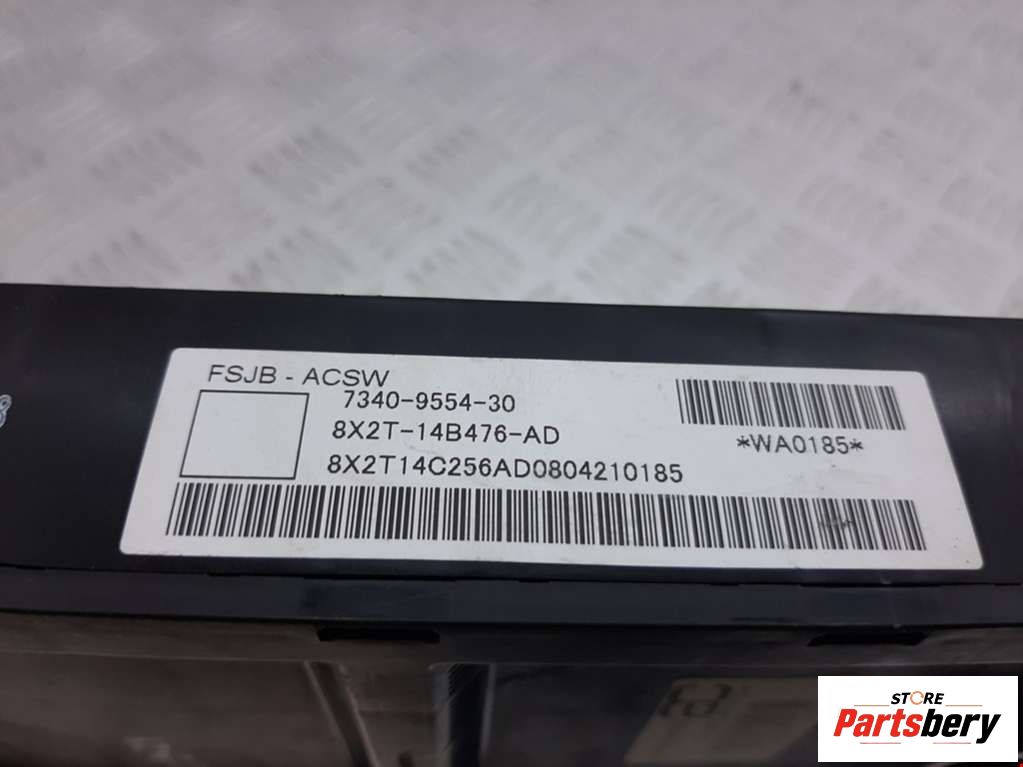 FSJB - ACSW
7340-9554-30
8X2T-14B476-AD
*WA0185*
8X2T14C256AD0804210185
STORE
Partsbery